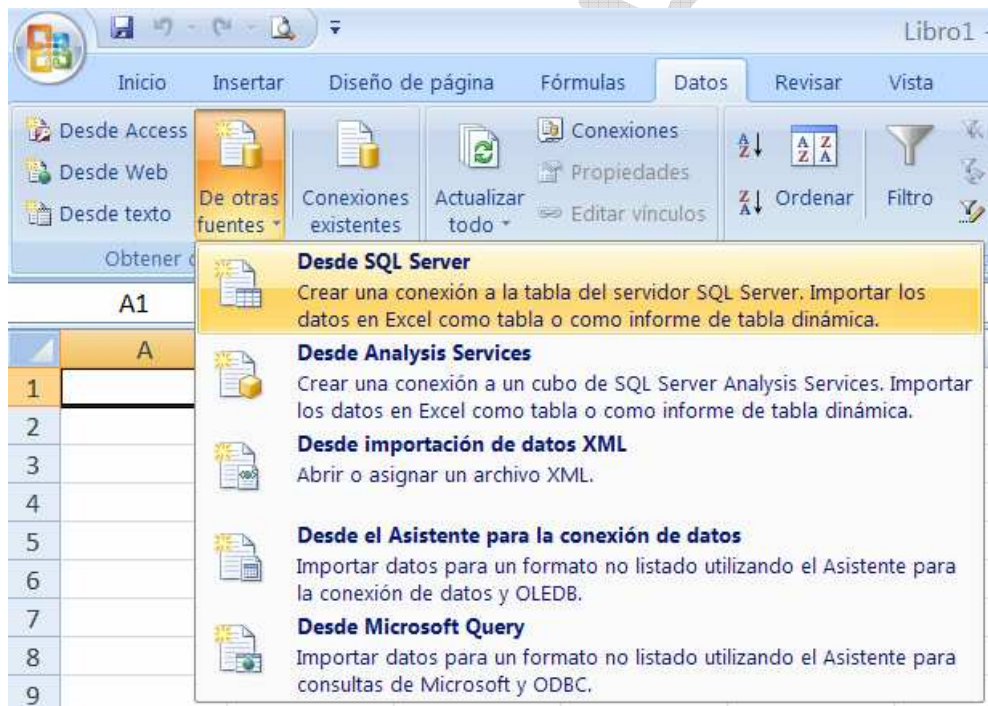 Libro1 -
Inicio Insertar Diseño de página Fórmulas Datos Revisar Vista
Desde Access
Desde Web
Desde texto
De otras
fuentes
Conexiones
existentes
Actualizar
todo
Conexiones
Propiedades
Editar vínculos
A
Z
Z
A
A Z
Z A
Ordenar
Filtro
Obtener
A1
A
Desde SQL Server
Crear una conexión a la tabla del servidor SQL Server. Importar los
datos en Excel como tabla o como informe de tabla dinámica.
Desde Analysis Services
Crear una conexión a un cubo de SQL Server Analysis Services. Importar
los datos en Excel como tabla o como informe de tabla dinámica.
Desde importación de datos XML
Abrir o asignar un archivo XML.
Desde el Asistente para la conexión de datos
Importar datos para un formato no listado utilizando el Asistente para
la conexión de datos y OLEDB.
Desde Microsoft Query
Importar datos para un formato no listado utilizando el Asistente para
consultas de Microsoft y ODBC.
1
2
3
4
5
6
7
8
9